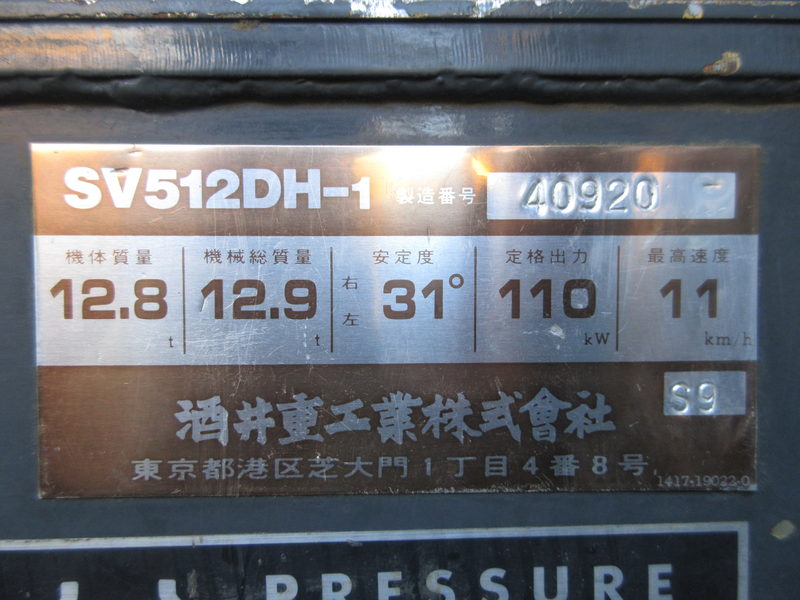 SV512DH-1 製造番号 40920 -
機体質量 機械総質量 安定度 定格出力 最高速度
12.8 t 12.9 t 右 左 31° 110 kW 11 km/h
S9
酒井重工業株式會社
東京都港区芝大門1丁目4番8号
1417-19022-0
PRESSURE